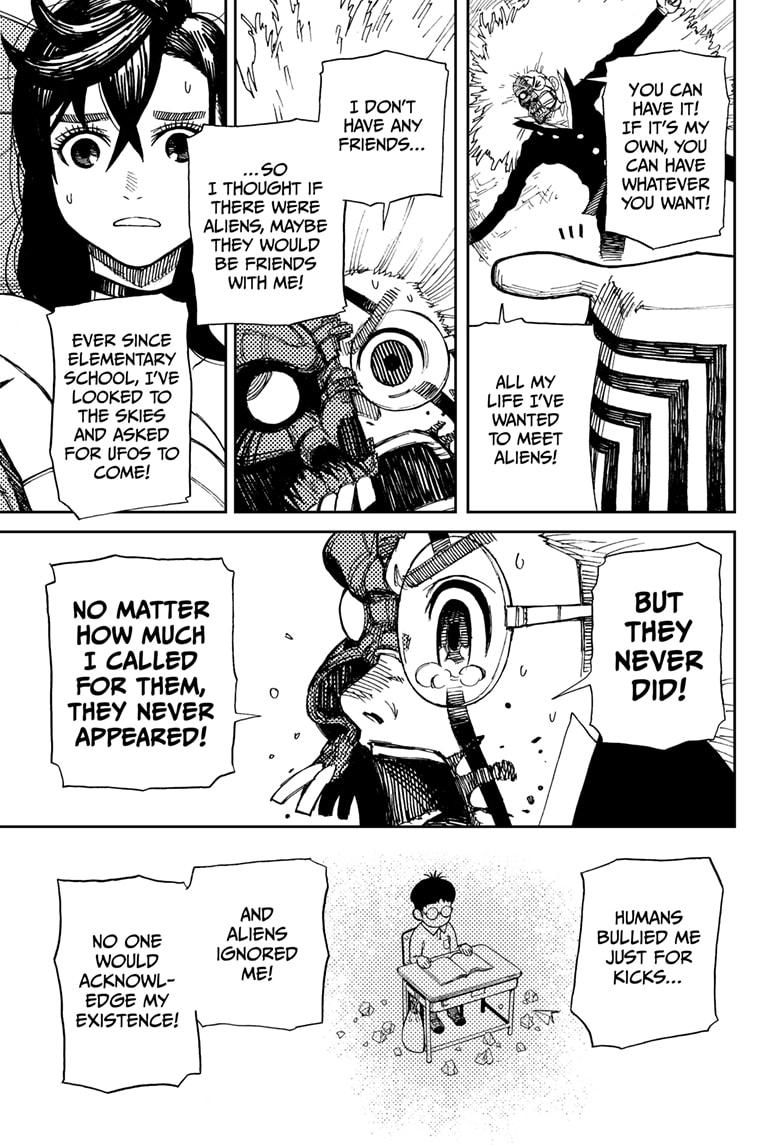 YOU CAN
HAVE IT!
IF IT'S MY
OWN, YOU
CAN HAVE
WHATEVER
YOU WANT!
ALL MY
LIFE I'VE
WANTED
TO MEET
ALIENS!
I DON'T
HAVE ANY
FRIENDS...
...SO
I THOUGHT IF
THERE WERE
ALIENS, MAYBE
THEY WOULD
BE FRIENDS
WITH ME!
EVER SINCE
ELEMENTARY
SCHOOL, I'VE
LOOKED TO
THE SKIES
AND ASKED
FOR UFOS TO
COME!
BUT
THEY
NEVER
DID!
NO MATTER
HOW MUCH
I CALLED
FOR THEM,
THEY NEVER
APPEARED!
HUMANS
BULLIED ME
JUST FOR
KICKS...
AND
ALIENS
IGNORED
ME!
NO ONE
WOULD
ACKNOWL-
EDGE MY
EXISTENCE!